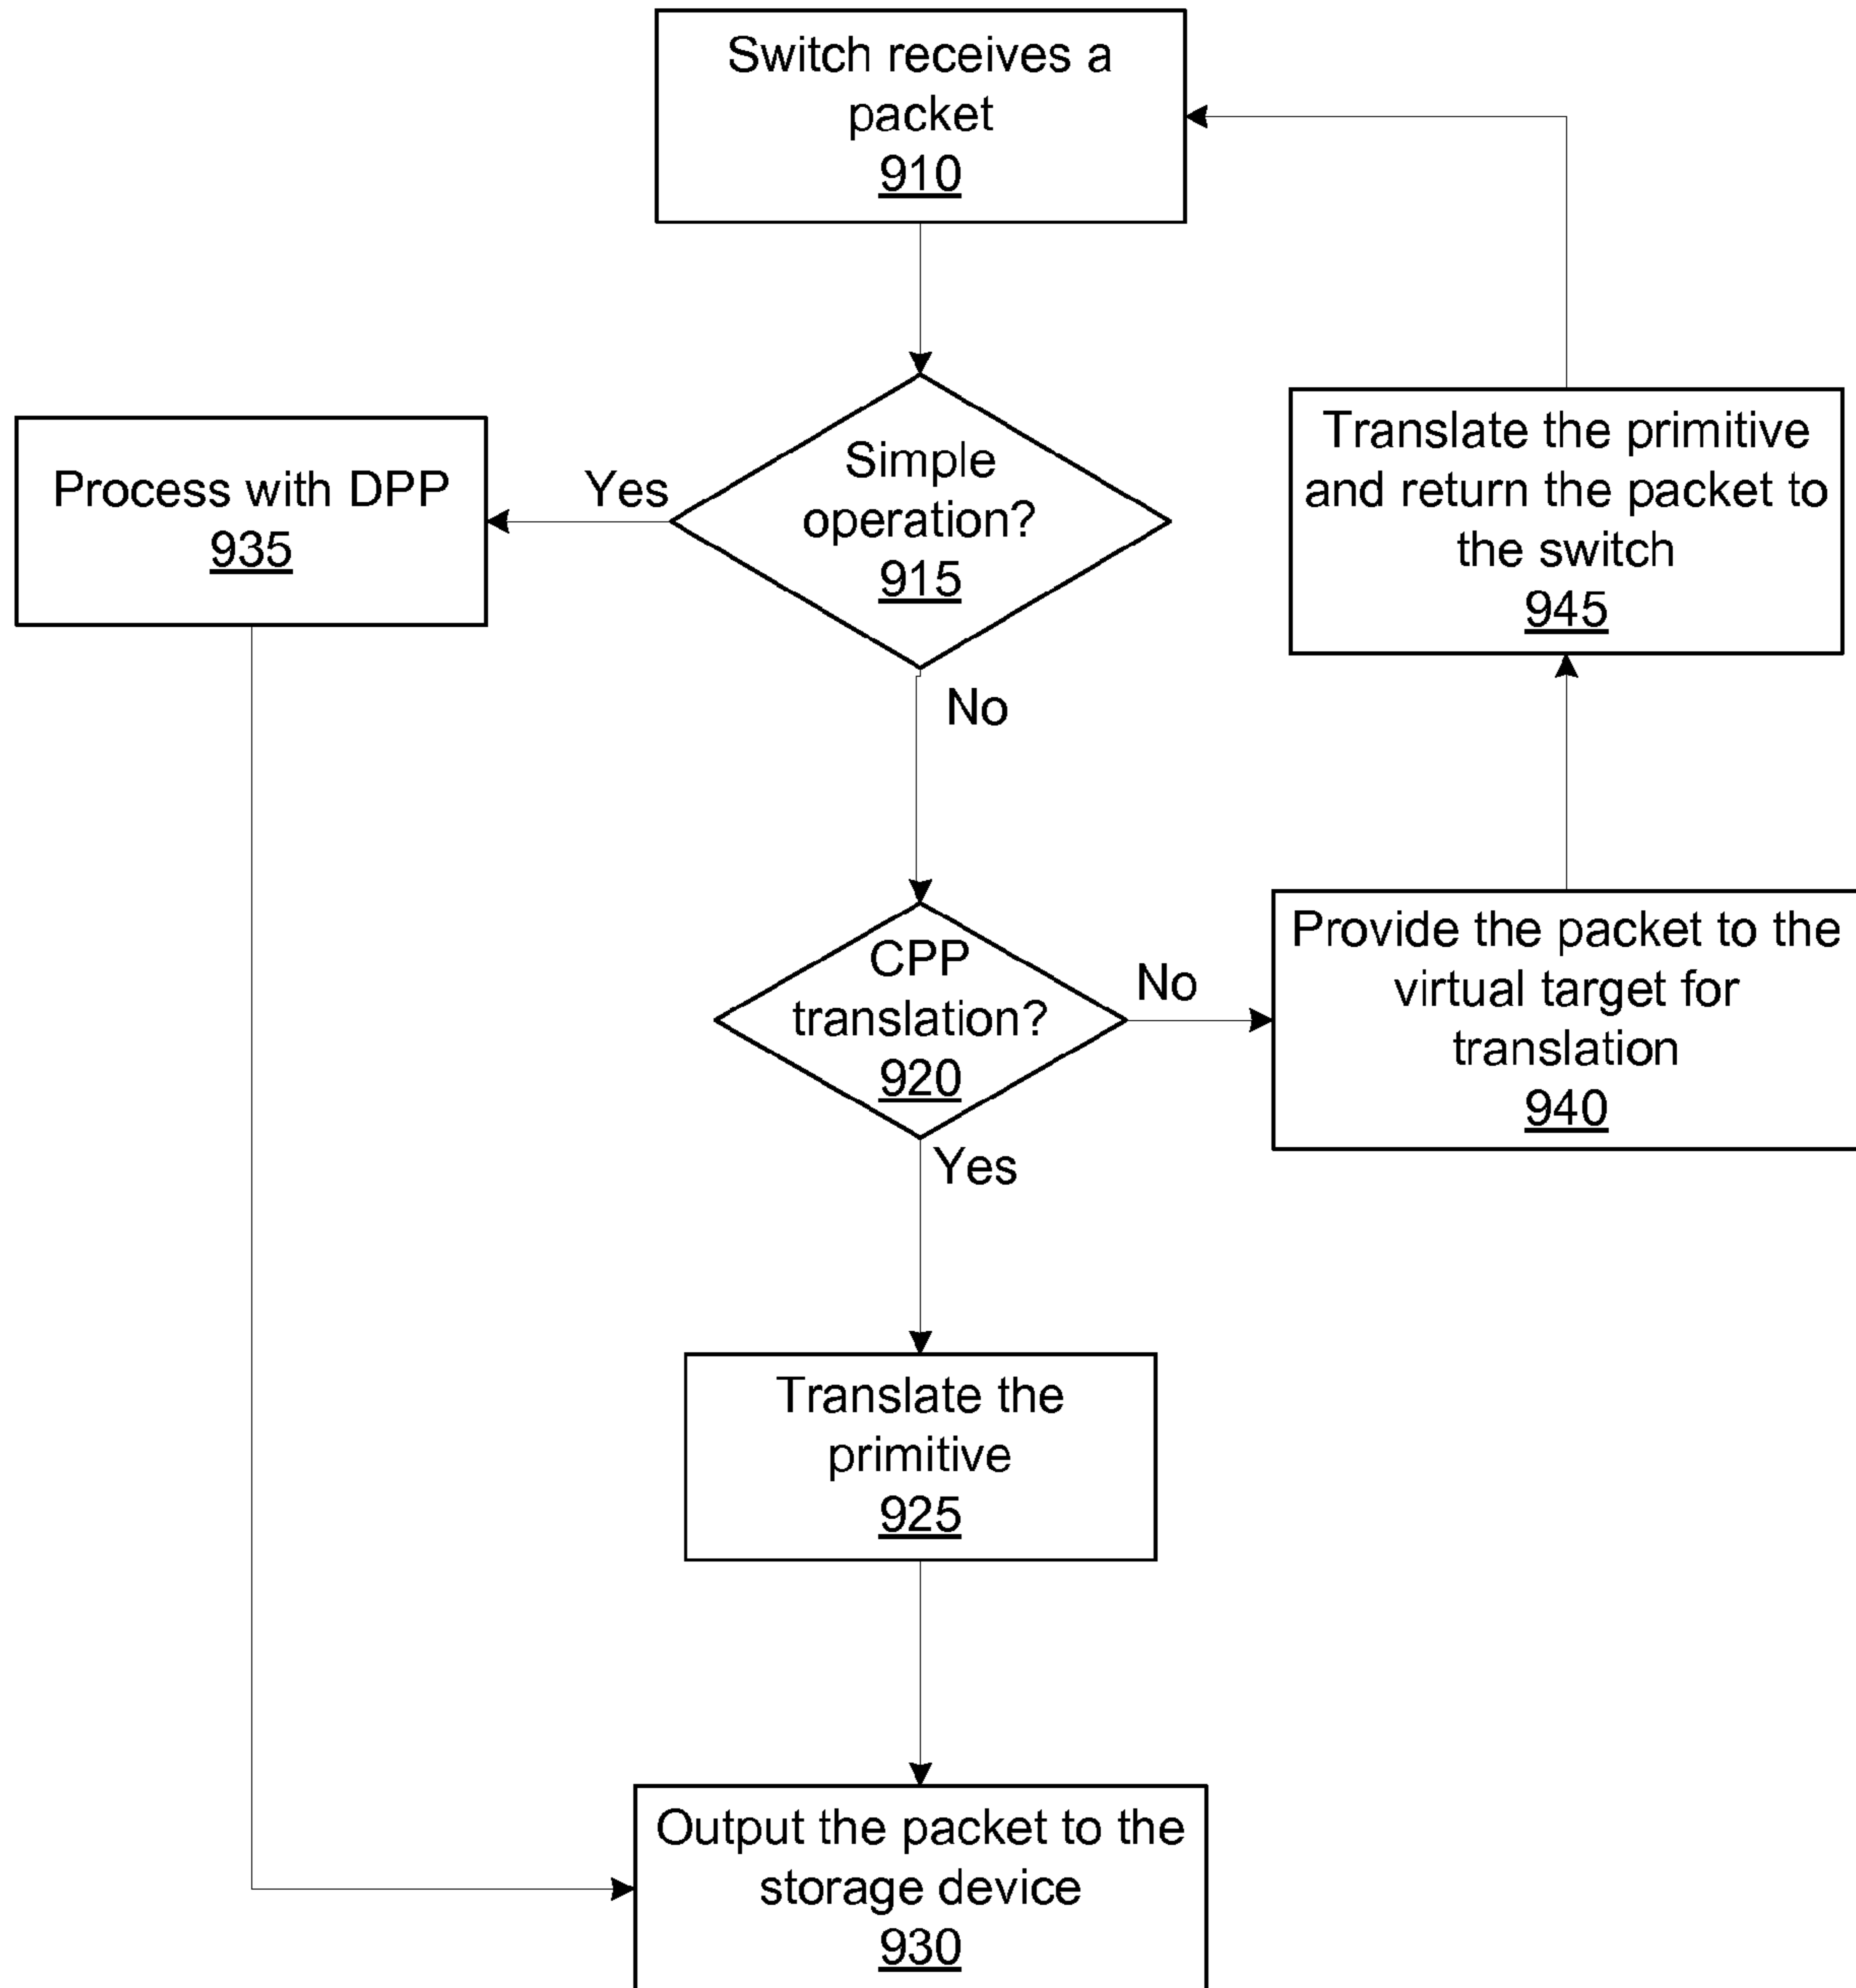 Switch receives a
packet
910
Simple
operation?
915
Yes
Process with DPP
935
No
CPP
translation?
920
No
Provide the packet to the
virtual target for
translation
940
Translate the primitive
and return the packet to
the switch
945
Yes
Translate the
primitive
925
Output the packet to the
storage device
930